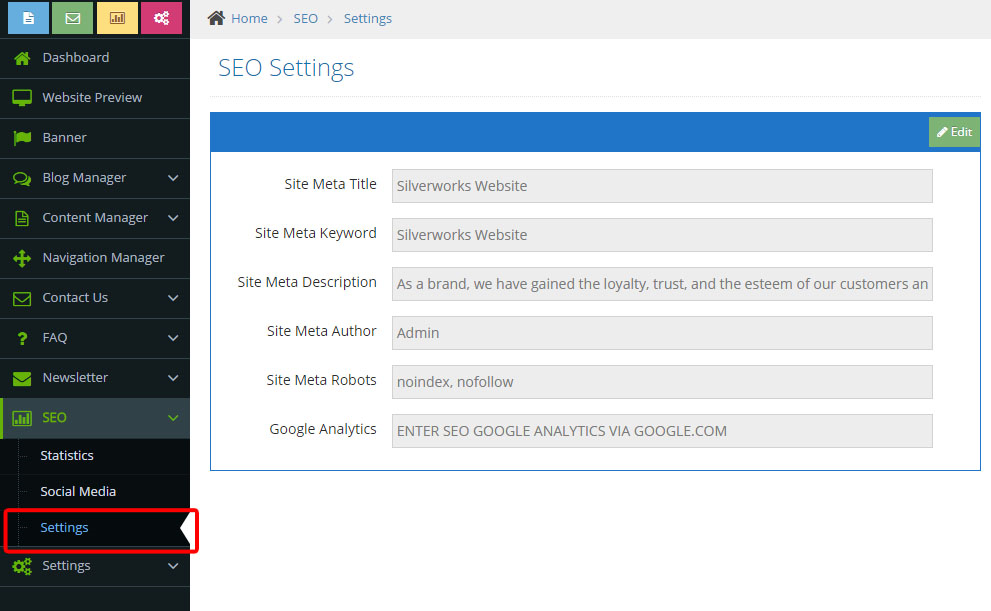 Home
SEO
Settings
Dashboard
Website Preview
Banner
Blog Manager
Content Manager
Navigation Manager
Contact Us
FAQ
Newsletter
SEO
Statistics
Social Media
Settings
Settings
SEO Settings
Edit
Site Meta Title Silverworks Website
Site Meta Keyword Silverworks Website
Site Meta Description As a brand, we have gained the loyalty, trust, and the esteem of our customers an
Site Meta Author Admin
Site Meta Robots noindex, nofollow
Google Analytics ENTER SEO GOOGLE ANALYTICS VIA GOOGLE.COM